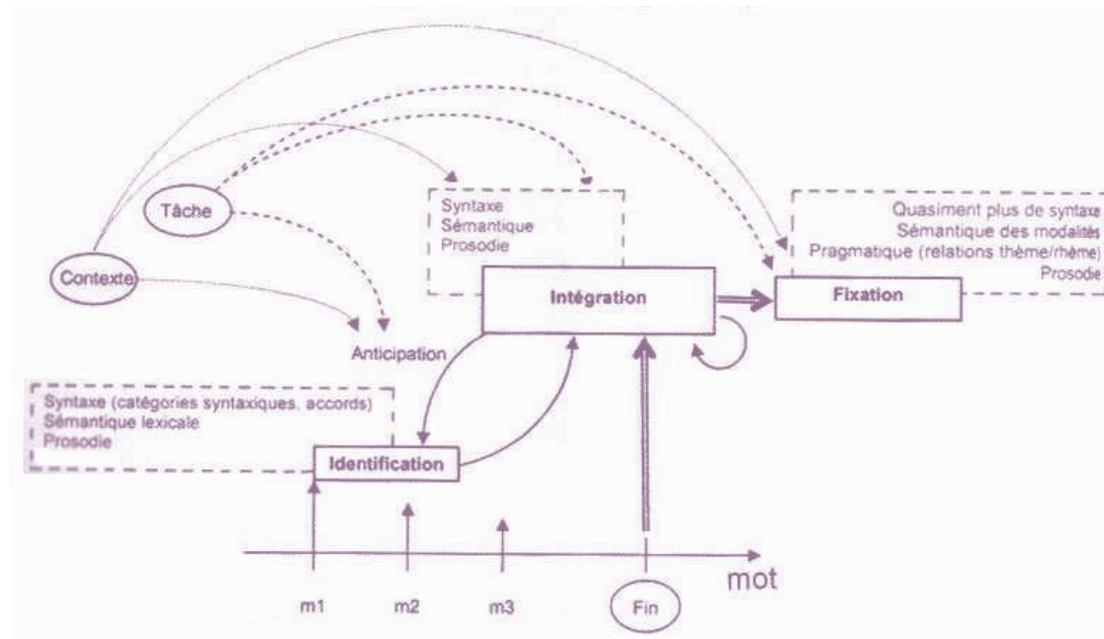 Tâche
Contexte
Syntaxe
Sémantique
Prosodie
Intégration
Quasiment plus de syntaxe
Sémantique des modalités
Pragmatique (relations thème/rhème)
Prosodie
Fixation
Anticipation
Syntaxe (catégories syntaxiques, accords)
Sémantique lexicale
Prosodie
Identification
mot
m1
m2
m3
Fin